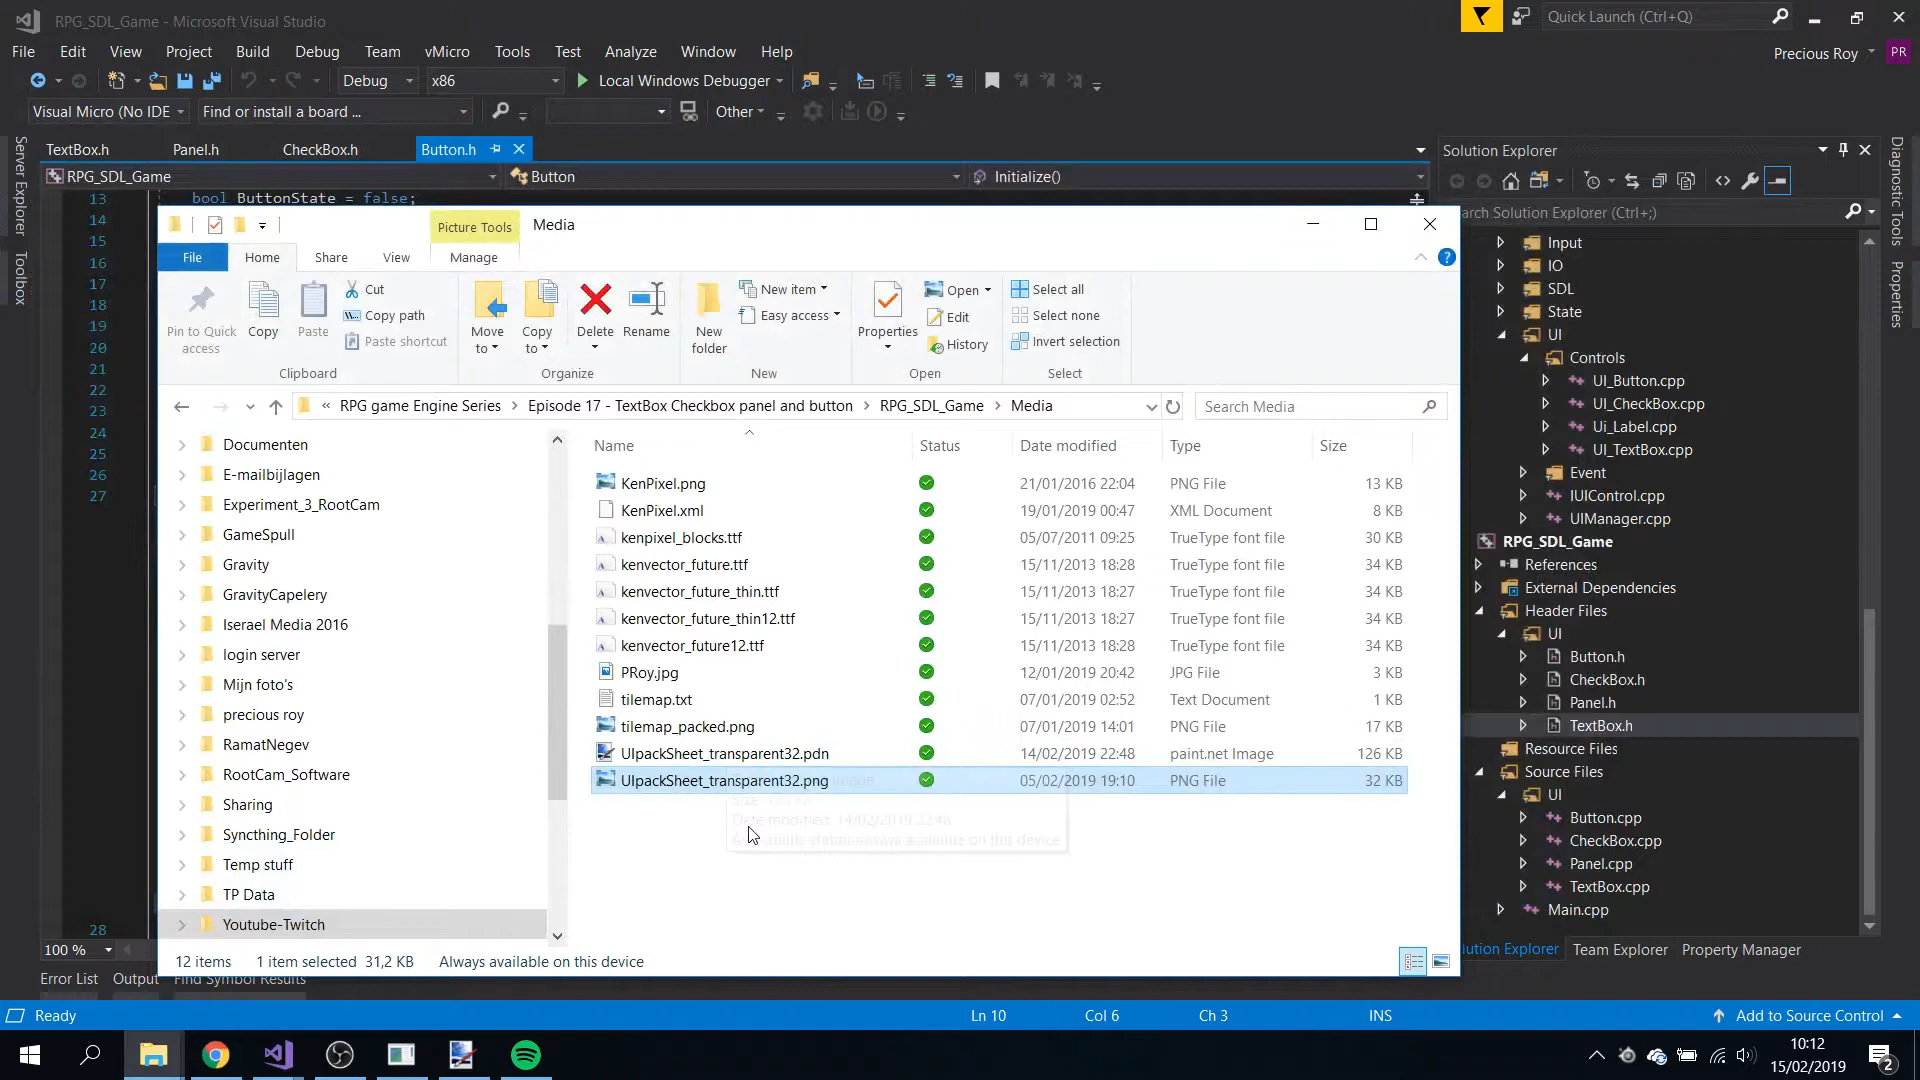 RPG_SDL_Game - Microsoft Visual Studio
Quick Launch (Ctrl+Q)
File Edit View Project Build Debug Team vMicro Tools Test Analyze Window Help
Precious Roy PR
Debug x86 Local Windows Debugger
Visual Micro (No IDE Find or install a board ... Other
Server Explorer
Toolbox
TextBox.h Panel.h CheckBox.h Button.h
RPG_SDL_Game Button Initialize()
13 bool ButtonState = false;
14
15
16
17
18
19
20
21
22
23
24
25
26
27
28
100 %
Error List Output Find Symbol Results
Picture Tools Media
File Home Share View Manage
Pin to Quick access
Copy
Paste
Cut
Copy path
Paste shortcut
Clipboard
Move to
Copy to
Delete
Rename
Organize
New folder
New item
Easy access
New
Properties
Open
Edit
History
Open
Select all
Select none
Invert selection
Select
« RPG game Engine Series > Episode 17 - TextBox Checkbox panel and button > RPG_SDL_Game > Media
Search Media
Documenten
E-mailbijlagen
Experiment_3_RootCam
GameSpull
Gravity
GravityCapelery
Iserael Media 2016
login server
Mijn foto's
precious roy
RamatNegev
RootCam_Software
Sharing
Syncthing_Folder
Temp stuff
TP Data
Youtube-Twitch
Name Status Date modified Type Size
KenPixel.png 21/01/2016 22:04 PNG File 13 KB
KenPixel.xml 19/01/2019 00:47 XML Document 8 KB
kenpixel_blocks.ttf 05/07/2011 09:25 TrueType font file 30 KB
kenvector_future.ttf 15/11/2013 18:28 TrueType font file 34 KB
kenvector_future_thin.ttf 15/11/2013 18:27 TrueType font file 34 KB
kenvector_future_thin12.ttf 15/11/2013 18:27 TrueType font file 34 KB
kenvector_future12.ttf 15/11/2013 18:28 TrueType font file 34 KB
PRoy.jpg 12/01/2019 20:42 JPG File 3 KB
tilemap.txt 07/01/2019 02:52 Text Document 1 KB
tilemap_packed.png 07/01/2019 14:01 PNG File 17 KB
UIpackSheet_transparent32.pdn 14/02/2019 22:48 paint.net Image 126 KB
UIpackSheet_transparent32.png 05/02/2019 19:10 PNG File 32 KB
Date modified: 14/02/2019 22:48
12 items 1 item selected 31,2 KB Always available on this device
Solution Explorer
arch Solution Explorer (Ctrl+;)
Input
IO
SDL
State
UI
Controls
UI_Button.cpp
UI_CheckBox.cpp
Ui_Label.cpp
UI_TextBox.cpp
Event
IUIControl.cpp
UIManager.cpp
RPG_SDL_Game
References
External Dependencies
Header Files
UI
Button.h
CheckBox.h
Panel.h
TextBox.h
Resource Files
Source Files
UI
Button.cpp
CheckBox.cpp
Panel.cpp
TextBox.cpp
Main.cpp
lution Explorer Team Explorer Property Manager
Diagnostic Tools
Properties
Ready Ln 10 Col 6 Ch 3 INS Add to Source Control
10:12
15/02/2019
2